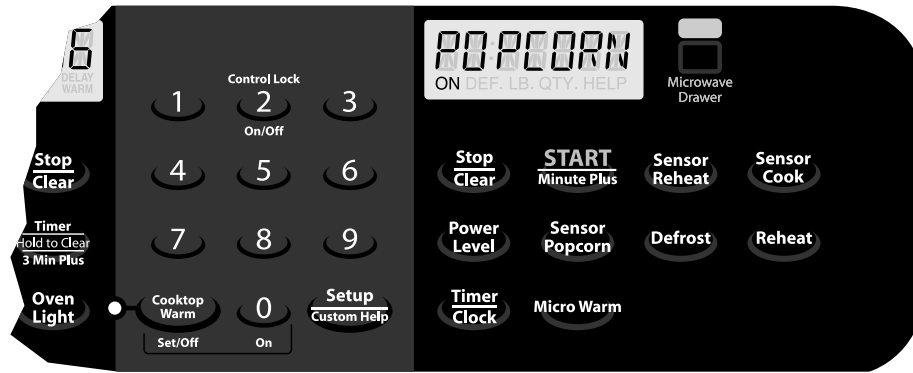 6
DELAY
WARM
POPCORN
ON DEF. LB. QTY. HELP
Microwave
Drawer
Control Lock
1 2 3
On/Off
Stop
Clear
4 5 6
Stop
Clear
START
Minute Plus
Sensor
Reheat
Sensor
Cook
Timer
Hold to Clear
3 Min Plus
7 8 9
Power
Level
Sensor
Popcorn
Defrost
Reheat
Oven
Light
Cooktop
Warm
0
Setup
Custom Help
Set/Off
On
Timer
Clock
Micro Warm